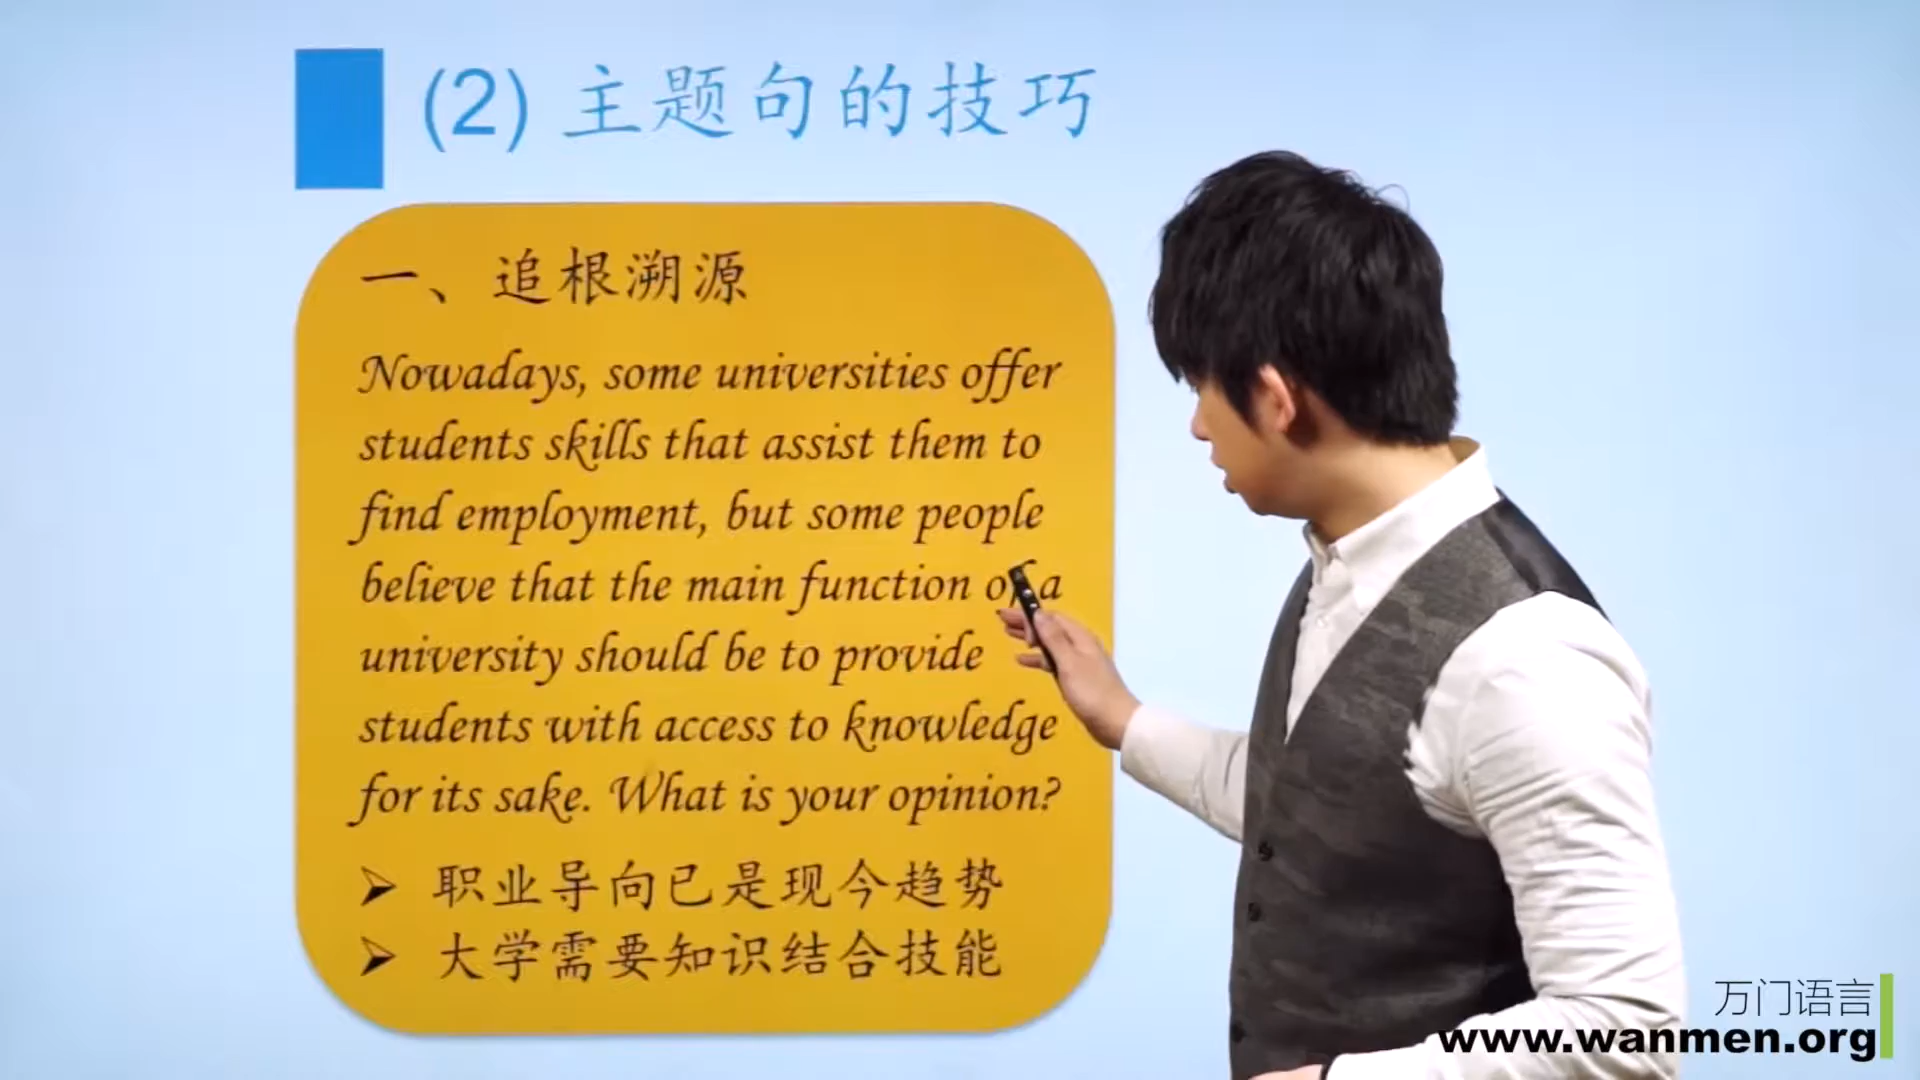 (2) 主题句的技巧
一、追根溯源
Nowadays, some universities offer
students skills that assist them to
find employment, but some people
believe that the main function of a
university should be to provide
students with access to knowledge
for its sake. What is your opinion?
➢ 职业导向已是现今趋势
➢ 大学需要知识结合技能
万门语言
www.wanmen.org